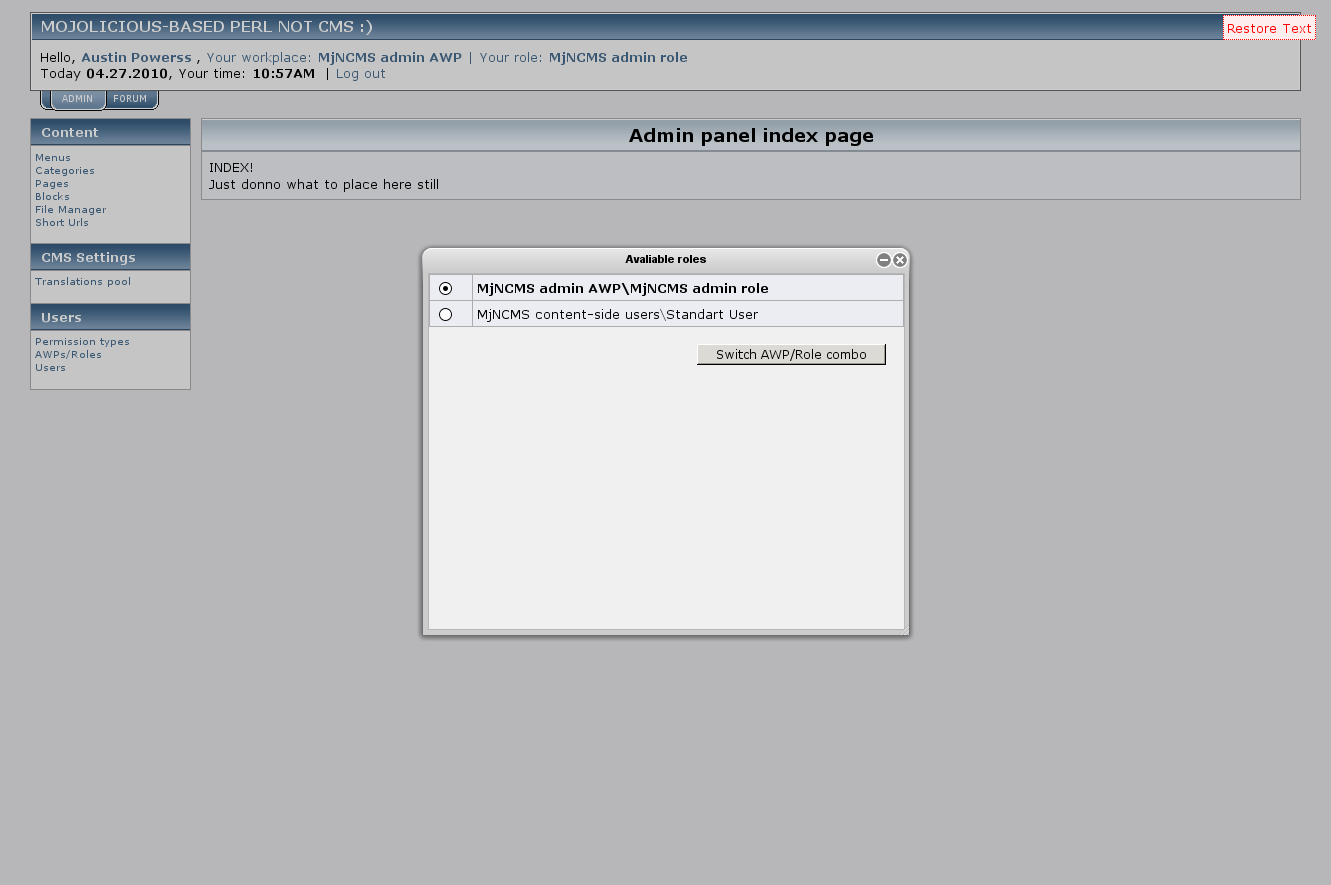 MOJOLICIOUS-BASED PERL NOT CMS :)
Restore Text
Hello, Austin Powerss , Your workplace: MjNCMS admin AWP | Your role: MjNCMS admin role
Today 04.27.2010, Your time: 10:57AM | Log out
ADMIN FORUM
Content
Menus
Categories
Pages
Blocks
File Manager
Short Urls
CMS Settings
Translations pool
Users
Permission types
AWPs/Roles
Users
Admin panel index page
INDEX!
Just donno what to place here still
Avaliable roles
MjNCMS admin AWP\MjNCMS admin role
MjNCMS content-side users\Standart User
Switch AWP/Role combo